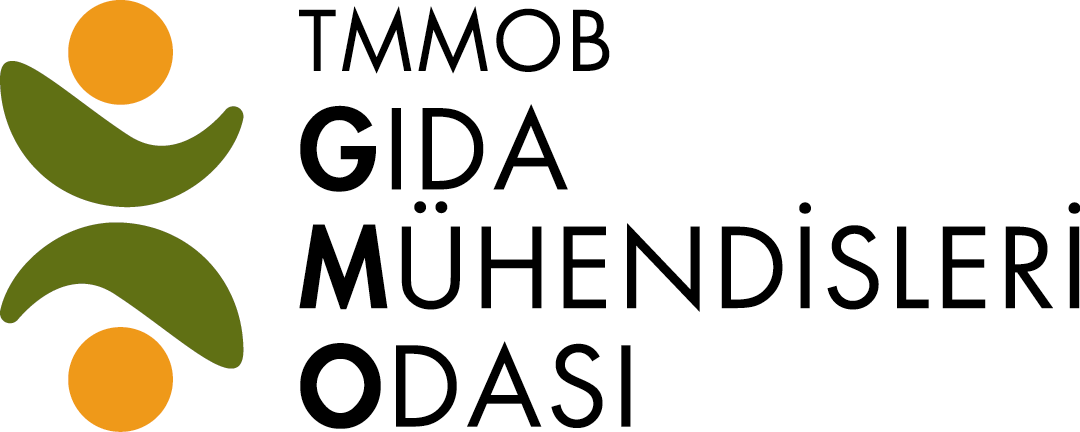 TMMOB
GIDA
MÜHENDİSLERİ
ODASI